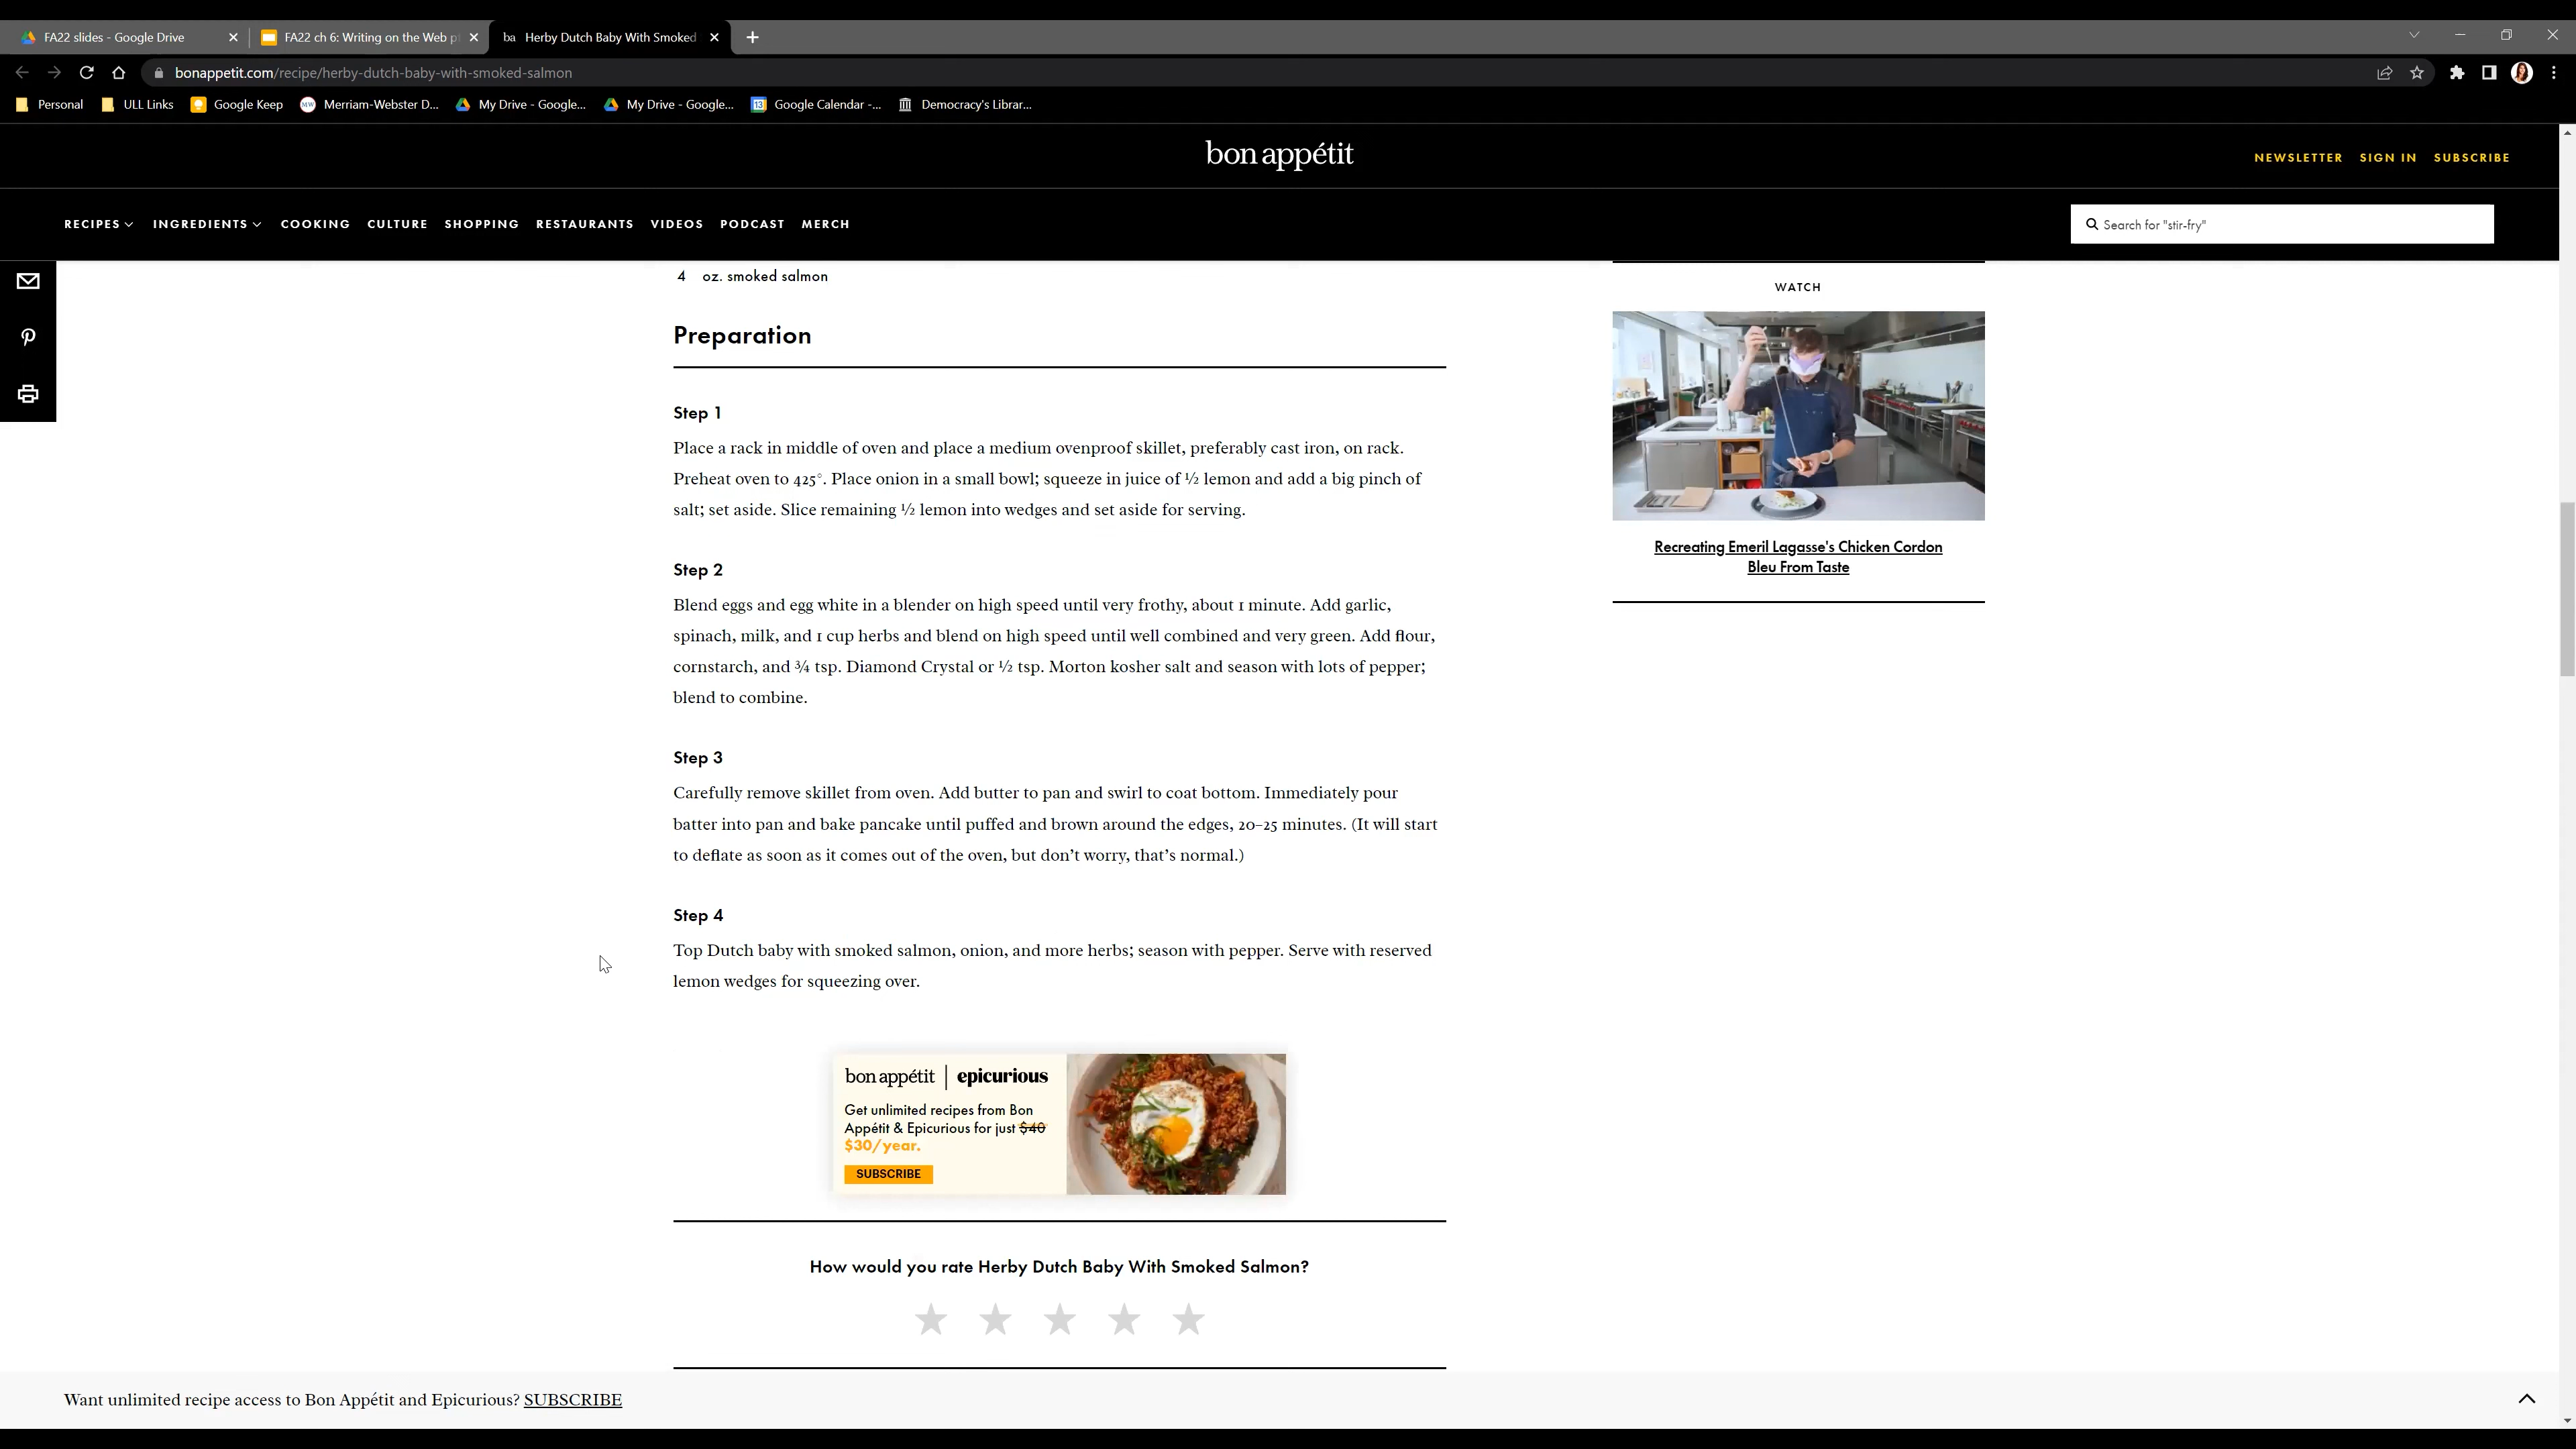 FA22 slides - Google Drive
FA22 ch 6: Writing on the Web p
ba Herby Dutch Baby With Smoked
bonappetit.com/recipe/herby-dutch-baby-with-smoked-salmon
Personal
ULL Links
Google Keep
MW Merriam-Webster D...
My Drive - Google...
My Drive - Google...
13 Google Calendar -...
Democracy's Librar...
bon appétit
NEWSLETTER SIGN IN SUBSCRIBE
RECIPES INGREDIENTS COOKING CULTURE SHOPPING RESTAURANTS VIDEOS PODCAST MERCH
Search for "stir-fry"
4 oz. smoked salmon
Preparation
Step 1
Place a rack in middle of oven and place a medium ovenproof skillet, preferably cast iron, on rack.
Preheat oven to 425°. Place onion in a small bowl; squeeze in juice of ½ lemon and add a big pinch of
salt; set aside. Slice remaining ½ lemon into wedges and set aside for serving.
Step 2
Blend eggs and egg white in a blender on high speed until very frothy, about 1 minute. Add garlic,
spinach, milk, and 1 cup herbs and blend on high speed until well combined and very green. Add flour,
cornstarch, and ¾ tsp. Diamond Crystal or ½ tsp. Morton kosher salt and season with lots of pepper;
blend to combine.
Step 3
Carefully remove skillet from oven. Add butter to pan and swirl to coat bottom. Immediately pour
batter into pan and bake pancake until puffed and brown around the edges, 20–25 minutes. (It will start
to deflate as soon as it comes out of the oven, but don’t worry, that’s normal.)
Step 4
Top Dutch baby with smoked salmon, onion, and more herbs; season with pepper. Serve with reserved
lemon wedges for squeezing over.
WATCH
Recreating Emeril Lagasse's Chicken Cordon
Bleu From Taste
bon appétit | epicurious
Get unlimited recipes from Bon
Appétit & Epicurious for just $40
$30/year.
SUBSCRIBE
How would you rate Herby Dutch Baby With Smoked Salmon?
Want unlimited recipe access to Bon Appétit and Epicurious? SUBSCRIBE